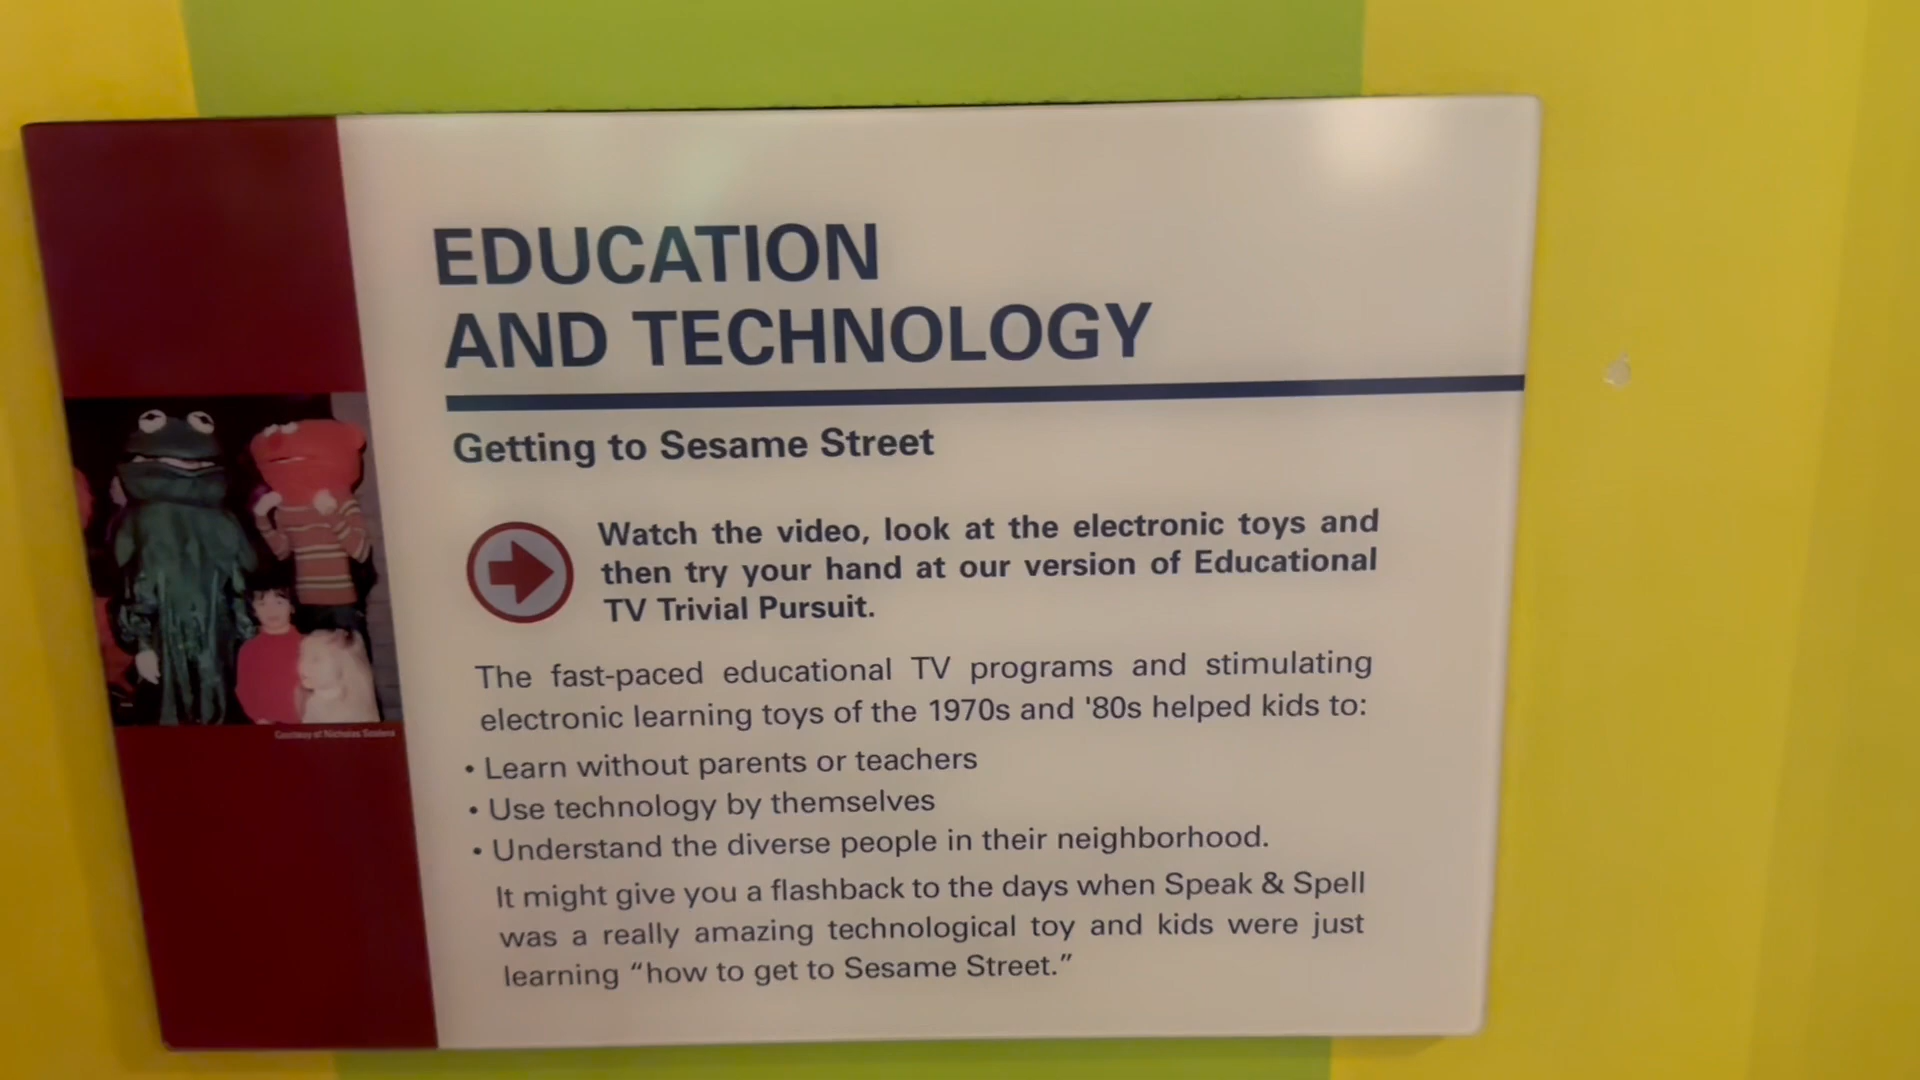 EDUCATION
AND TECHNOLOGY
Getting to Sesame Street
Watch the video, look at the electronic toys and
then try your hand at our version of Educational
TV Trivial Pursuit.
The fast-paced educational TV programs and stimulating
electronic learning toys of the 1970s and '80s helped kids to:
• Learn without parents or teachers
• Use technology by themselves
• Understand the diverse people in their neighborhood.
It might give you a flashback to the days when Speak & Spell
was a really amazing technological toy and kids were just
learning “how to get to Sesame Street.”
Courtesy of Nicholas